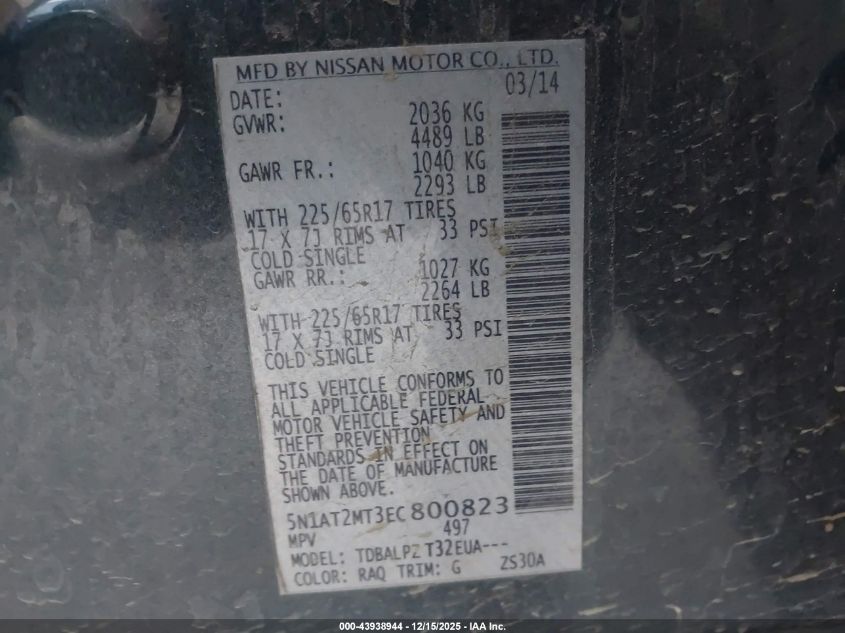 MFD BY NISSAN MOTOR CO., LTD.
DATE: 03/14
GVWR: 2036 KG
4489 LB
GAWR FR.: 1040 KG
2293 LB
WITH 225/65R17 TIRES
17 X 7J RIMS AT 33 PSI
COLD SINGLE
GAWR RR.: 1027 KG
2264 LB
WITH 225/65R17 TIRES
17 X 7J RIMS AT 33 PSI
COLD SINGLE
THIS VEHICLE CONFORMS TO
ALL APPLICABLE FEDERAL
MOTOR VEHICLE SAFETY AND
THEFT PREVENTION
STANDARDS IN EFFECT ON
THE DATE OF MANUFACTURE
SHOWN ABOVE.
5N1AT2MT3EC800823
MPV 497
MODEL: TDBALPZ T32EUA---
COLOR: RAQ TRIM: G ZS30A
000-43938944 - 12/15/2025 - IAA Inc.